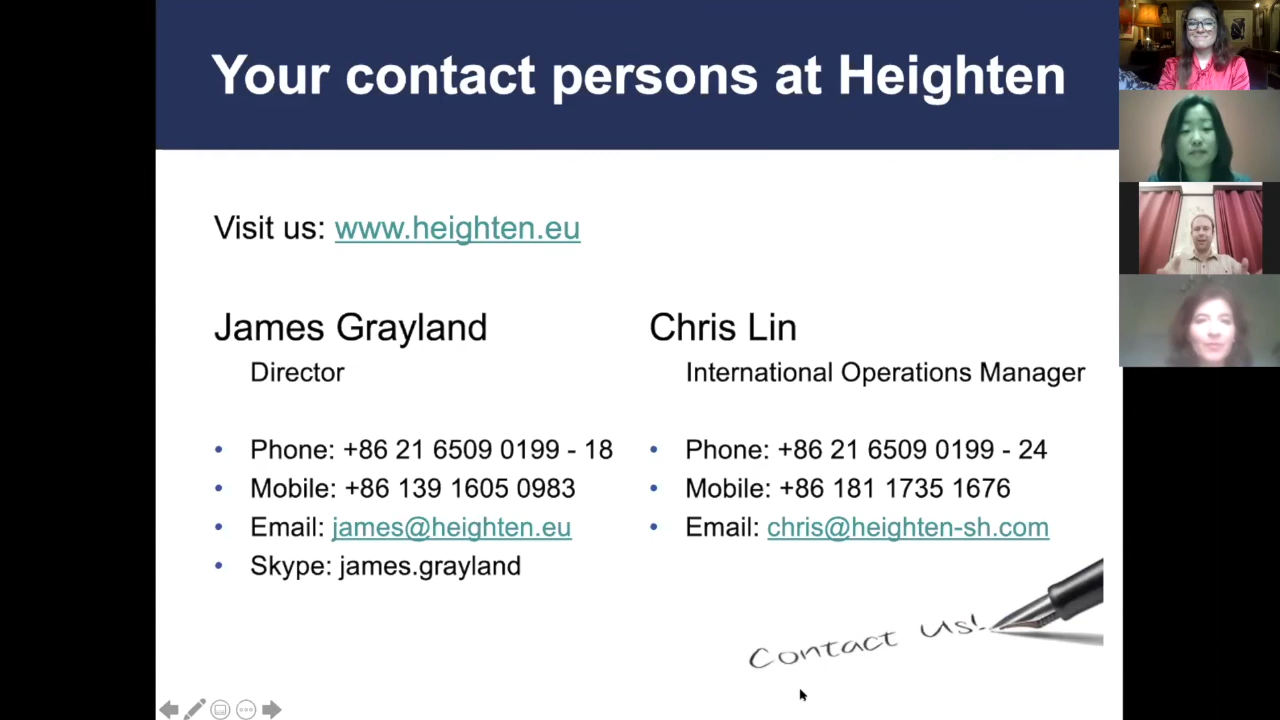 Your contact persons at Heighten
Visit us: www.heighten.eu
James Grayland
Director
• Phone: +86 21 6509 0199 - 18
• Mobile: +86 139 1605 0983
• Email: james@heighten.eu
• Skype: james.grayland
Chris Lin
International Operations Manager
• Phone: +86 21 6509 0199 - 24
• Mobile: +86 181 1735 1676
• Email: chris@heighten-sh.com
Contact us!